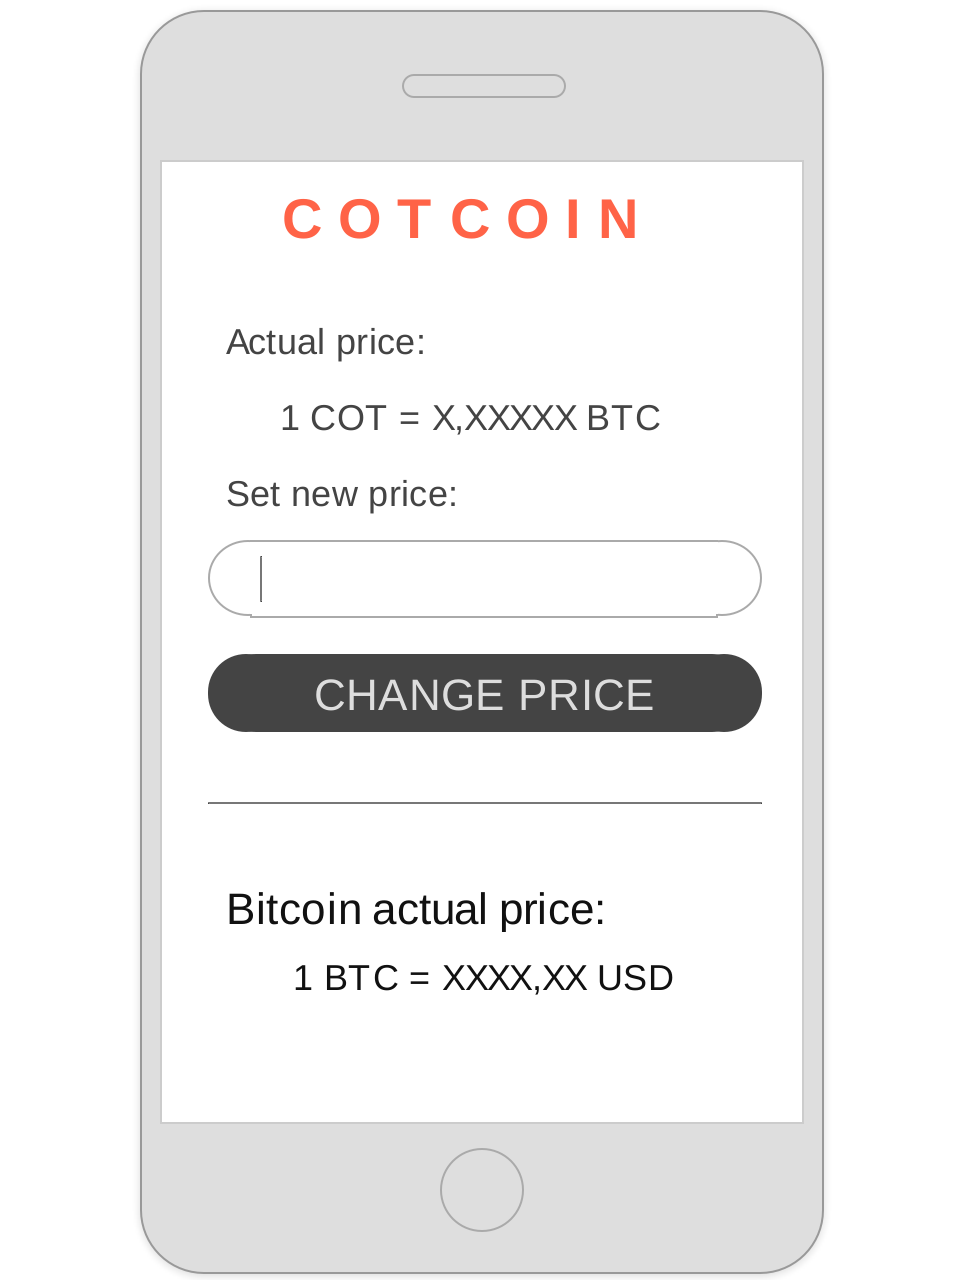 COTCOIN
Actual price:
1 COT = X,XXXXX BTC
Set new price:
CHANGE PRICE
Bitcoin actual price:
1 BTC = XXXX,XX USD